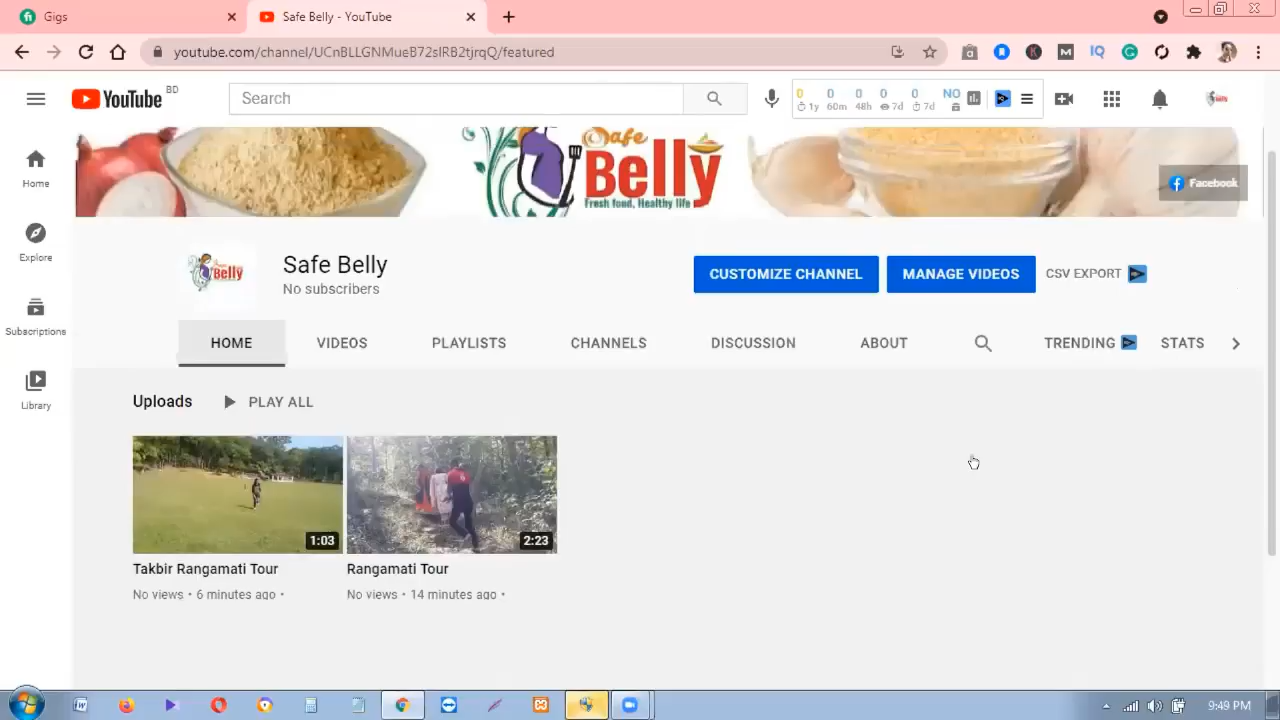 Gigs
Safe Belly - YouTube
youtube.com/channel/UCnBLLGNMueB72slRB2tjrqQ/featured
YouTube BD
Search
0 0 0 0 0 NO
1y 60m 48h 7d 7d
Home
Explore
Subscriptions
Library
Safe
Belly
Fresh food, Healthy life
Facebook
Belly
Safe Belly
No subscribers
CUSTOMIZE CHANNEL
MANAGE VIDEOS
CSV EXPORT
HOME VIDEOS PLAYLISTS CHANNELS DISCUSSION ABOUT TRENDING STATS
Uploads PLAY ALL
1:03
2:23
Takbir Rangamati Tour
No views • 6 minutes ago •
Rangamati Tour
No views • 14 minutes ago •
9:49 PM